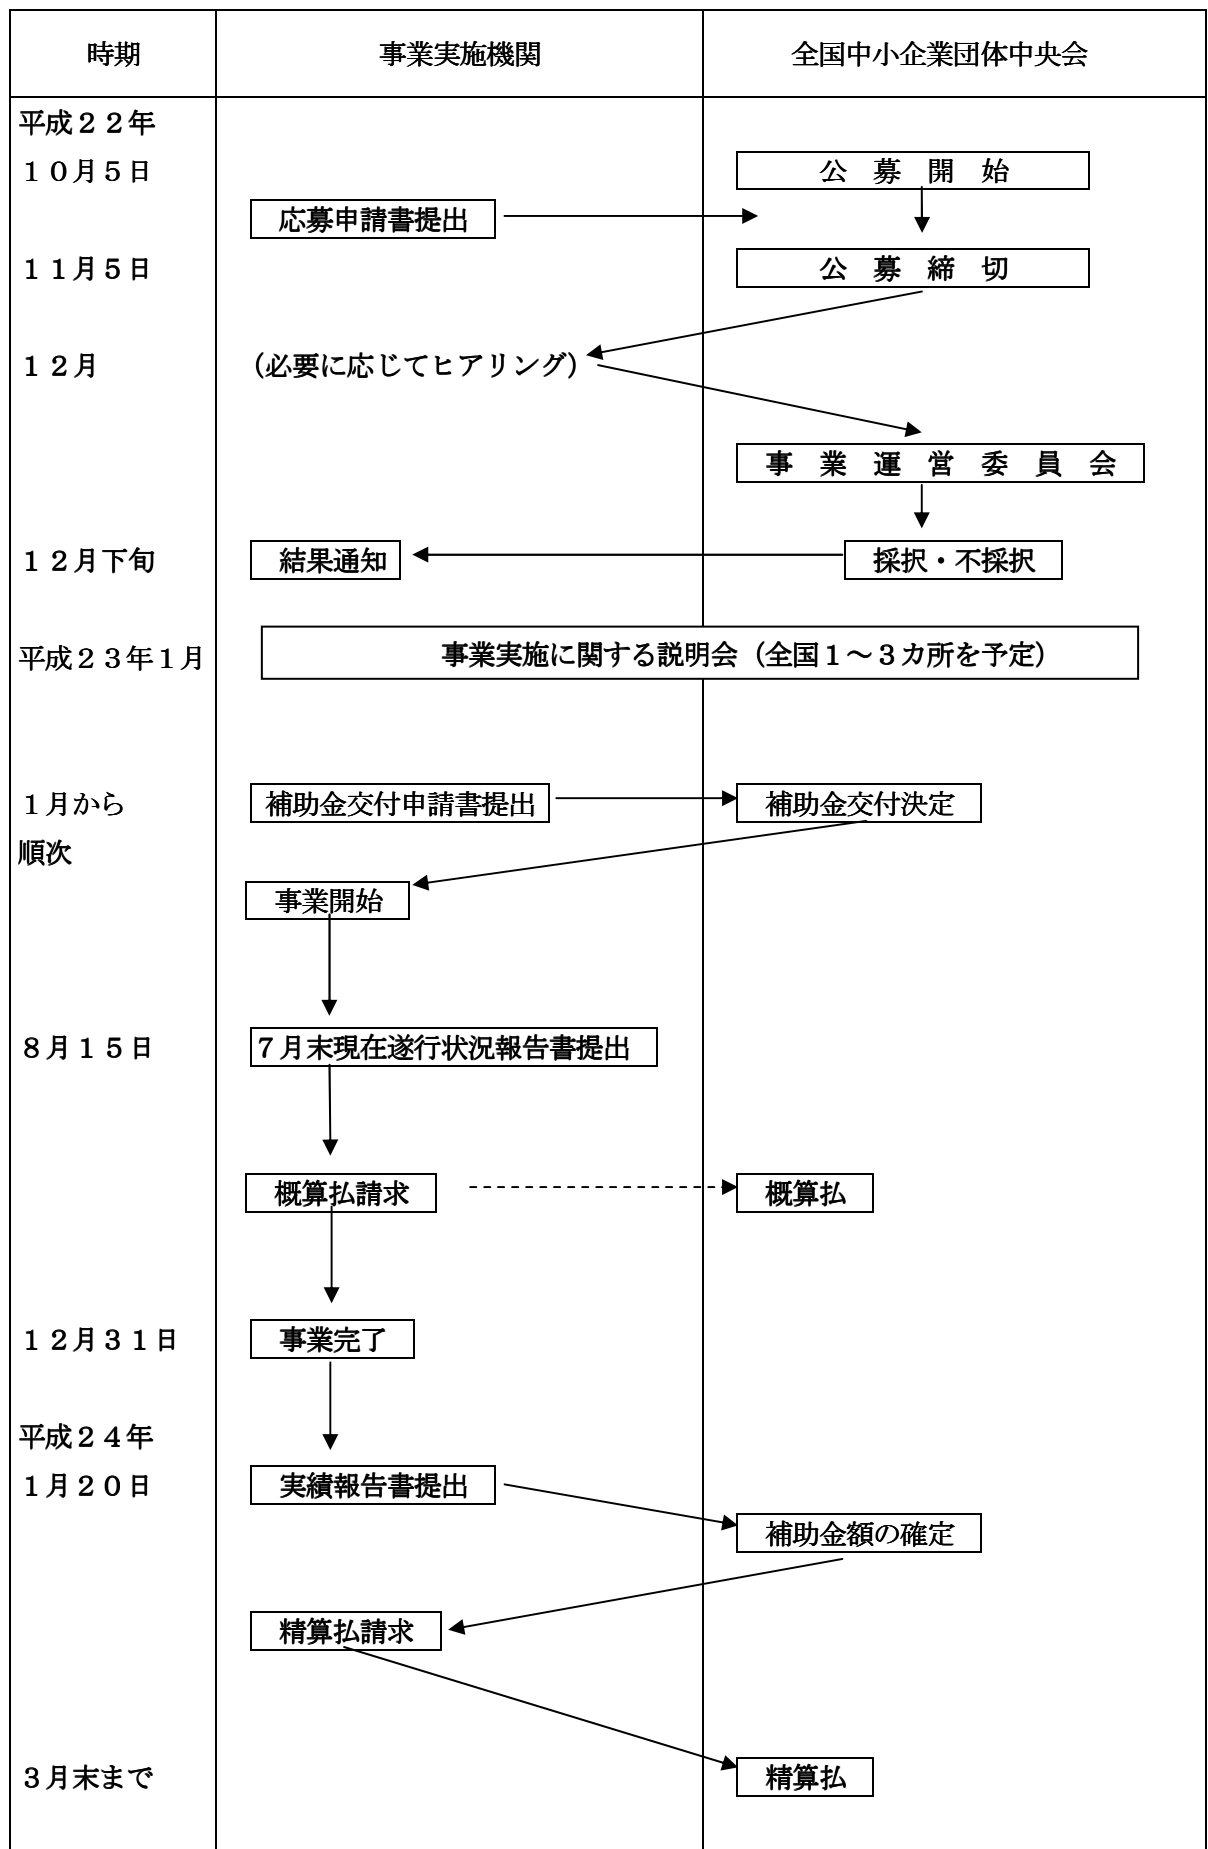 時期 事業実施機関 全国中小企業団体中央会
平成２２年
１０月５日 公　募　開　始
応募申請書提出
１１月５日 公　募　締　切
１２月 （必要に応じてヒアリング）
事　業　運　営　委　員　会
１２月下旬 結果通知 採択・不採択
平成２３年１月 事業実施に関する説明会（全国１～３カ所を予定）
１月から 補助金交付申請書提出 補助金交付決定
順次
事業開始
８月１５日 ７月末現在遂行状況報告書提出
概算払請求 概算払
１２月３１日 事業完了
平成２４年
１月２０日 実績報告書提出
補助金額の確定
精算払請求
３月末まで 精算払